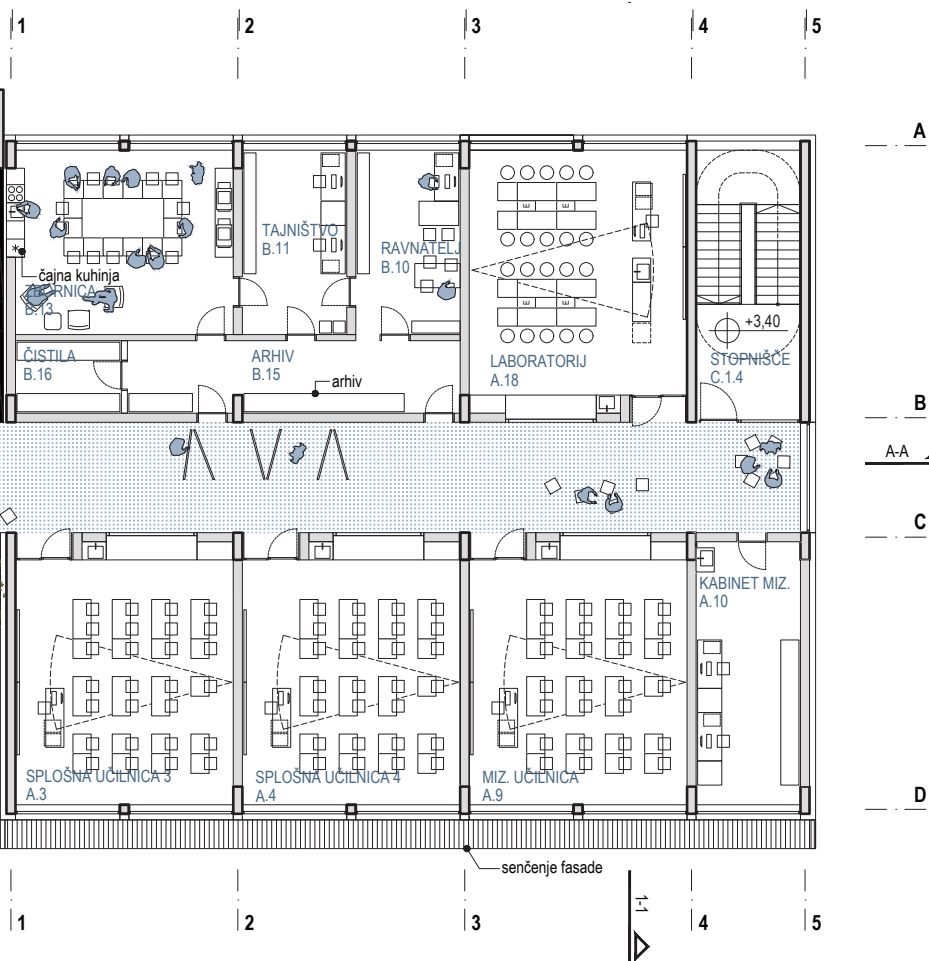 1
2
3
4
5
A
TAJNIŠTVO
B.11
RAVNATELJ
B.10
čajna kuhinja
ZBORNICA
B.13
+3,40
ČISTILA
B.16
ARHIV
B.15
arhiv
LABORATORIJ
A.18
STOPNIŠČE
C.1.4
B
A-A
C
KABINET MIZ.
A.10
SPLOŠNA UČILNICA 3
A.3
SPLOŠNA UČILNICA 4
A.4
MIZ. UČILNICA
A.9
D
senčenje fasade
1-1
1
2
3
4
5